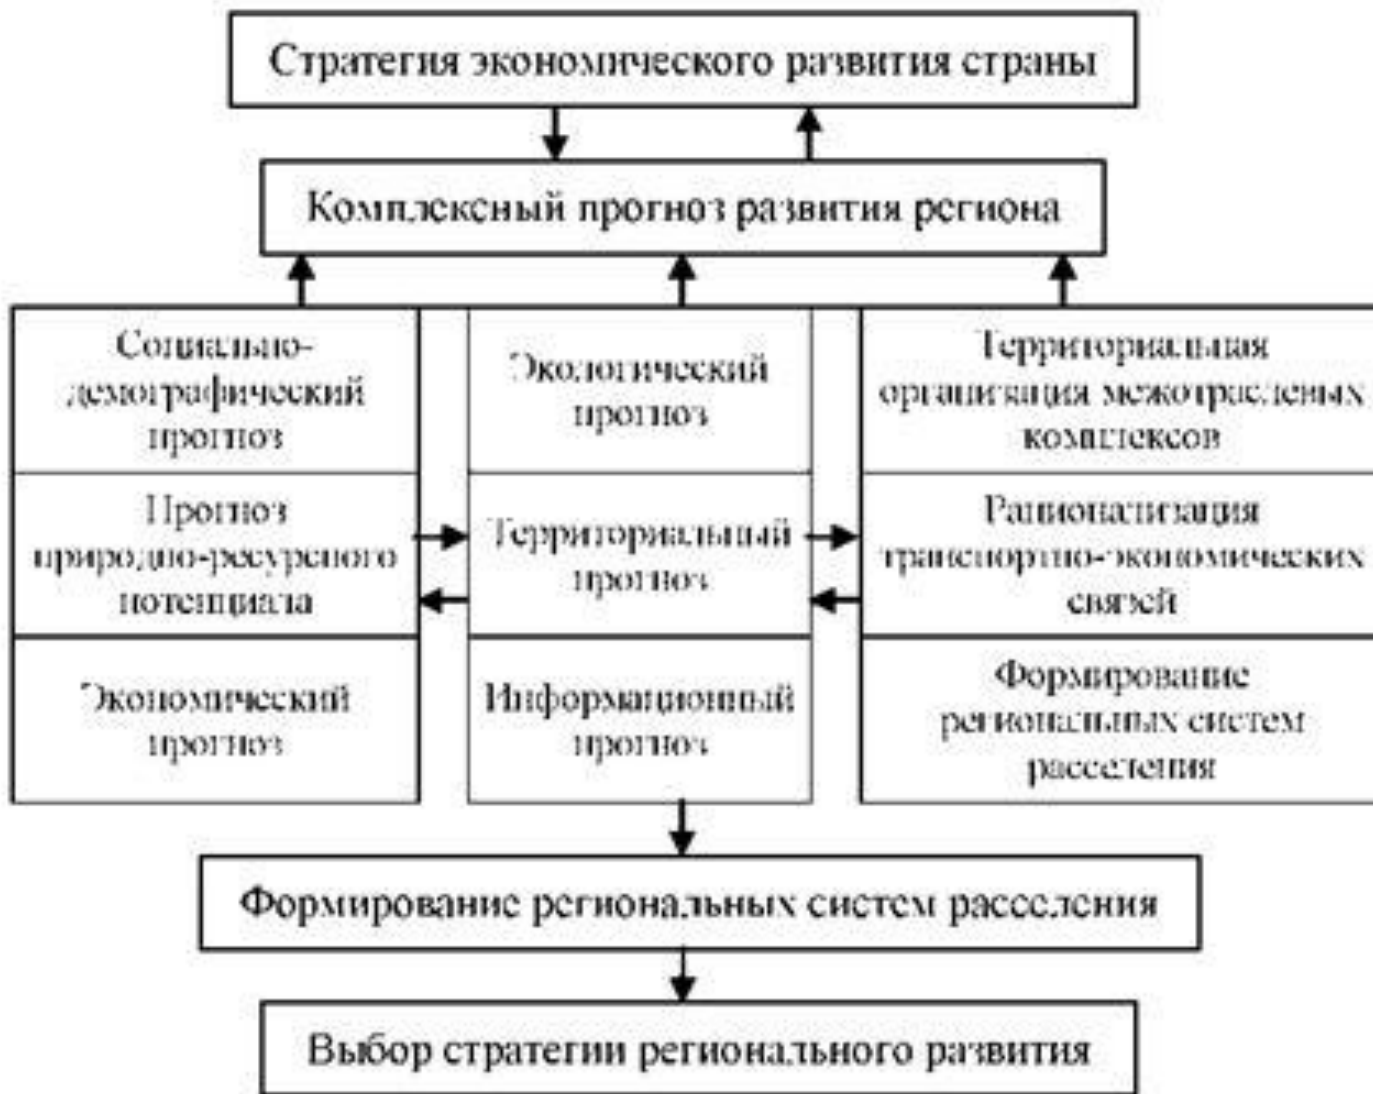 Стратегия экономического развития страны
Комплексный прогноз развития региона
Социально-
демографический
прогноз
Экологический
прогноз
Территориальная
организация межотраслевых
комплексов
Прогноз
природно-ресурсного
потенциала
Территориальный
прогноз
Рационализация
транспортно-экономических
связей
Экономический
прогноз
Информационный
прогноз
Формирование
региональных систем
расселения
Формирование региональных систем расселения
Выбор стратегии регионального развития